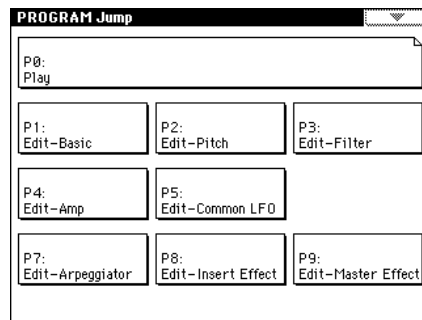 PROGRAM Jump
P0:
Play
P1:
Edit-Basic
P2:
Edit-Pitch
P3:
Edit-Filter
P4:
Edit-Amp
P5:
Edit-Common LFO
P7:
Edit-Arpeggiator
P8:
Edit-Insert Effect
P9:
Edit-Master Effect